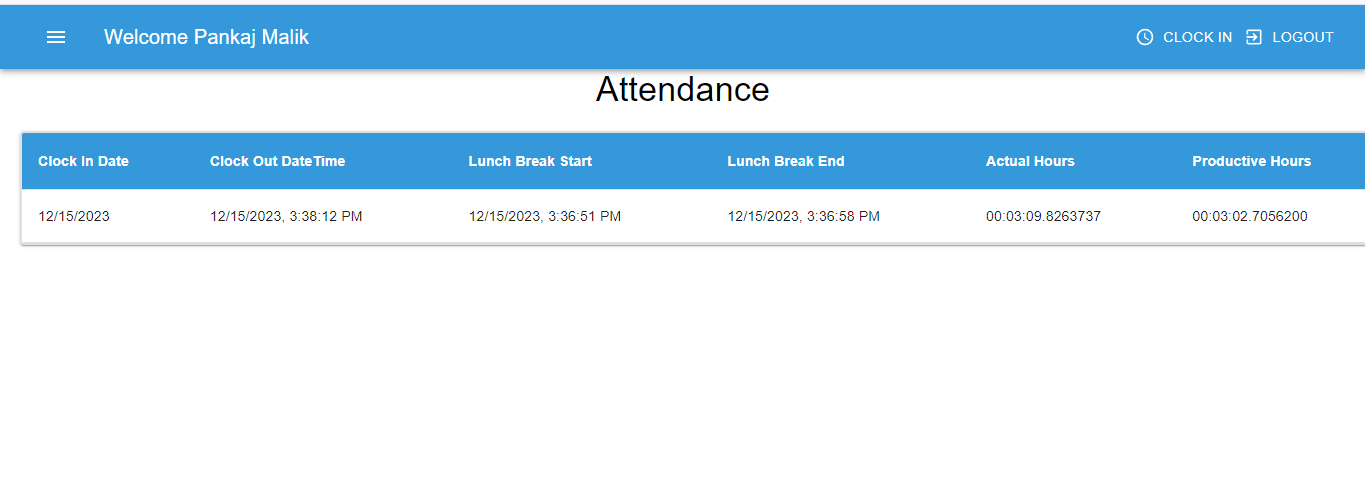 Welcome Pankaj Malik CLOCK IN LOGOUT
Attendance
Clock In Date Clock Out DateTime Lunch Break Start Lunch Break End Actual Hours Productive Hours
12/15/2023 12/15/2023, 3:38:12 PM 12/15/2023, 3:36:51 PM 12/15/2023, 3:36:58 PM 00:03:09.8263737 00:03:02.7056200